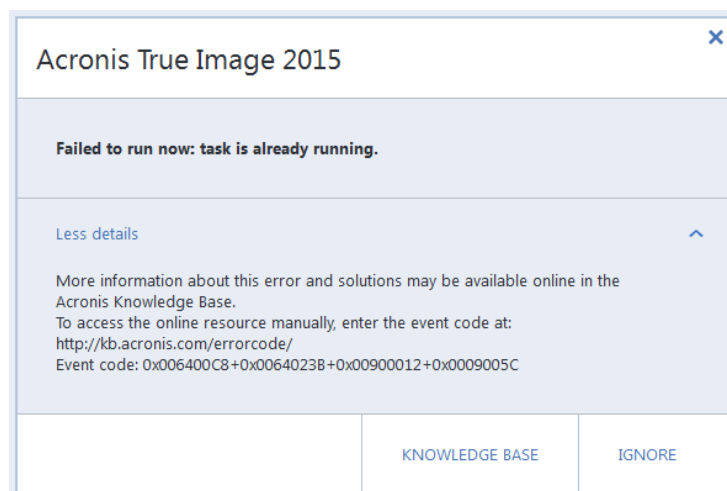 Acronis True Image 2015
Failed to run now: task is already running.
Less details
More information about this error and solutions may be available online in the
Acronis Knowledge Base.
To access the online resource manually, enter the event code at:
http://kb.acronis.com/errorcode/
Event code: 0x006400C8+0x0064023B+0x00900012+0x0009005C
KNOWLEDGE BASE
IGNORE